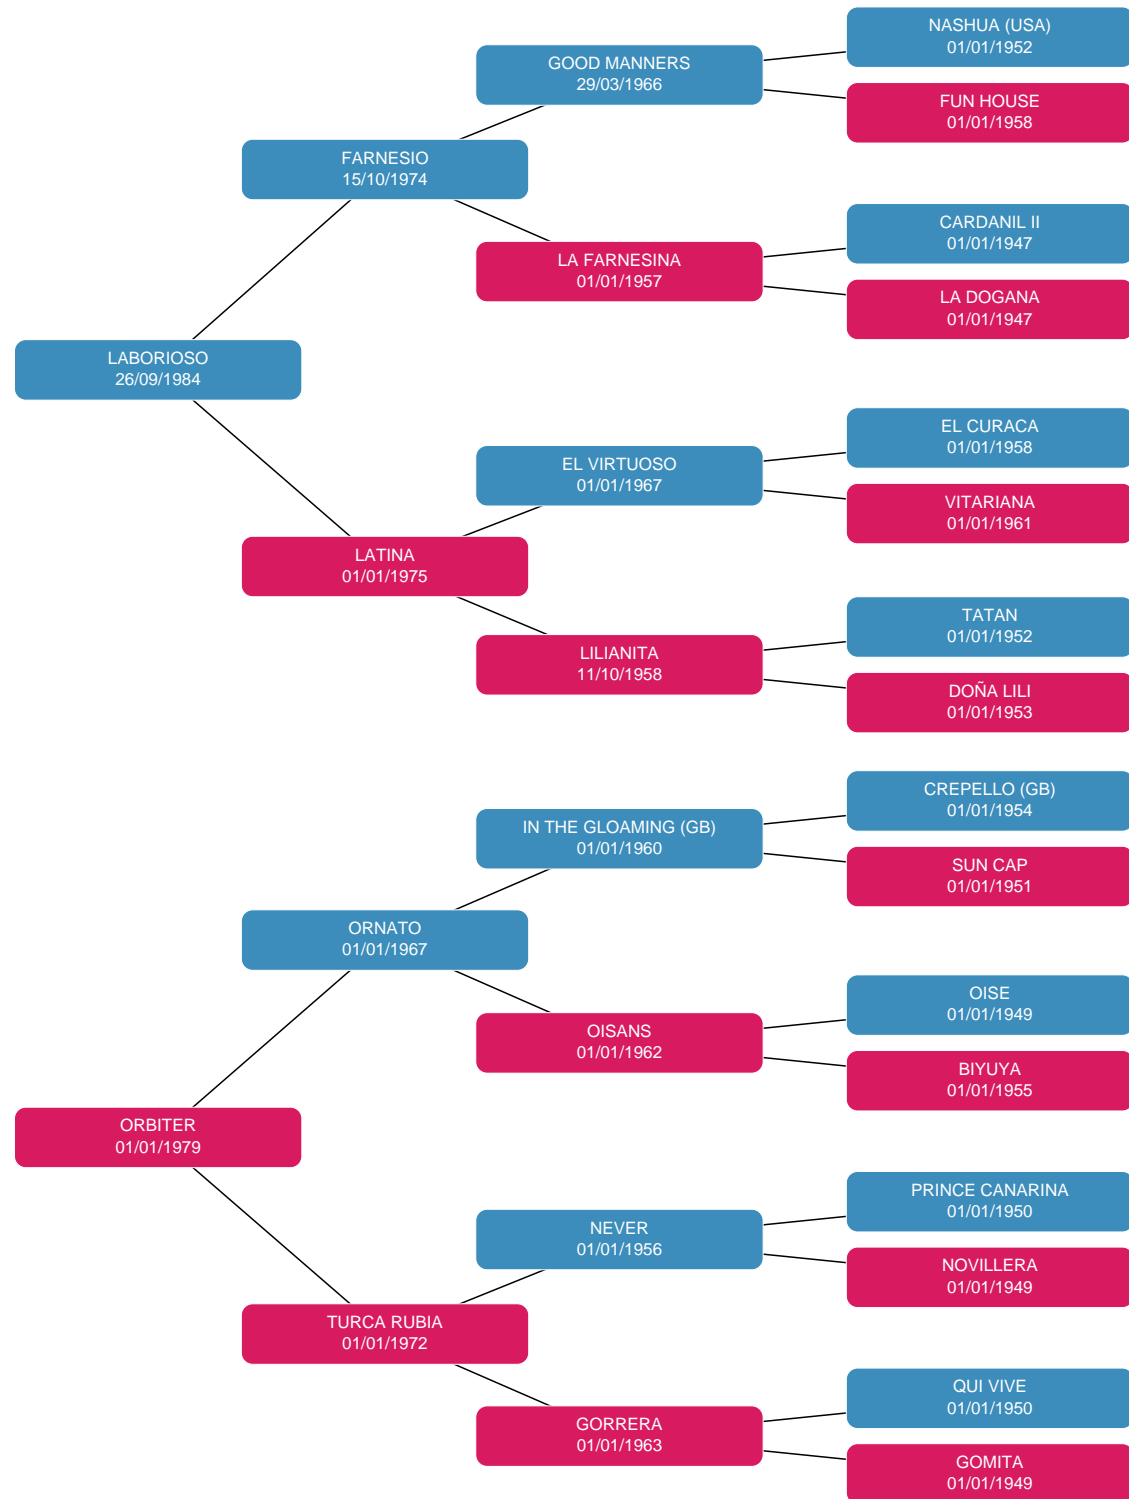 NASHUA (USA)
01/01/1952
GOOD MANNERS
29/03/1966
FUN HOUSE
01/01/1958
FARNESIO
15/10/1974
CARDANIL II
01/01/1947
LA FARNESINA
01/01/1957
LA DOGANA
01/01/1947
LABORIOSO
26/09/1984
EL CURACA
01/01/1958
EL VIRTUOSO
01/01/1967
VITARIANA
01/01/1961
LATINA
01/01/1975
TATAN
01/01/1952
LILIANITA
11/10/1958
DOÑA LILI
01/01/1953
CREPELLO (GB)
01/01/1954
IN THE GLOAMING (GB)
01/01/1960
SUN CAP
01/01/1951
ORNATO
01/01/1967
OISE
01/01/1949
OISANS
01/01/1962
BIYUYA
01/01/1955
ORBITER
01/01/1979
PRINCE CANARINA
01/01/1950
NEVER
01/01/1956
NOVILLERA
01/01/1949
TURCA RUBIA
01/01/1972
QUI VIVE
01/01/1950
GORRERA
01/01/1963
GOMITA
01/01/1949